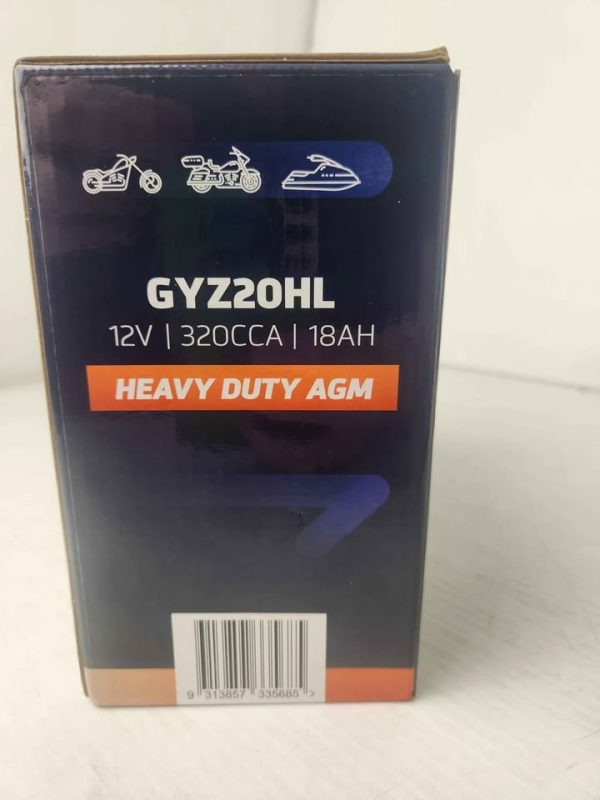 GYZ20HL
12V | 320CCA | 18AH
HEAVY DUTY AGM
9 313857 335685 >